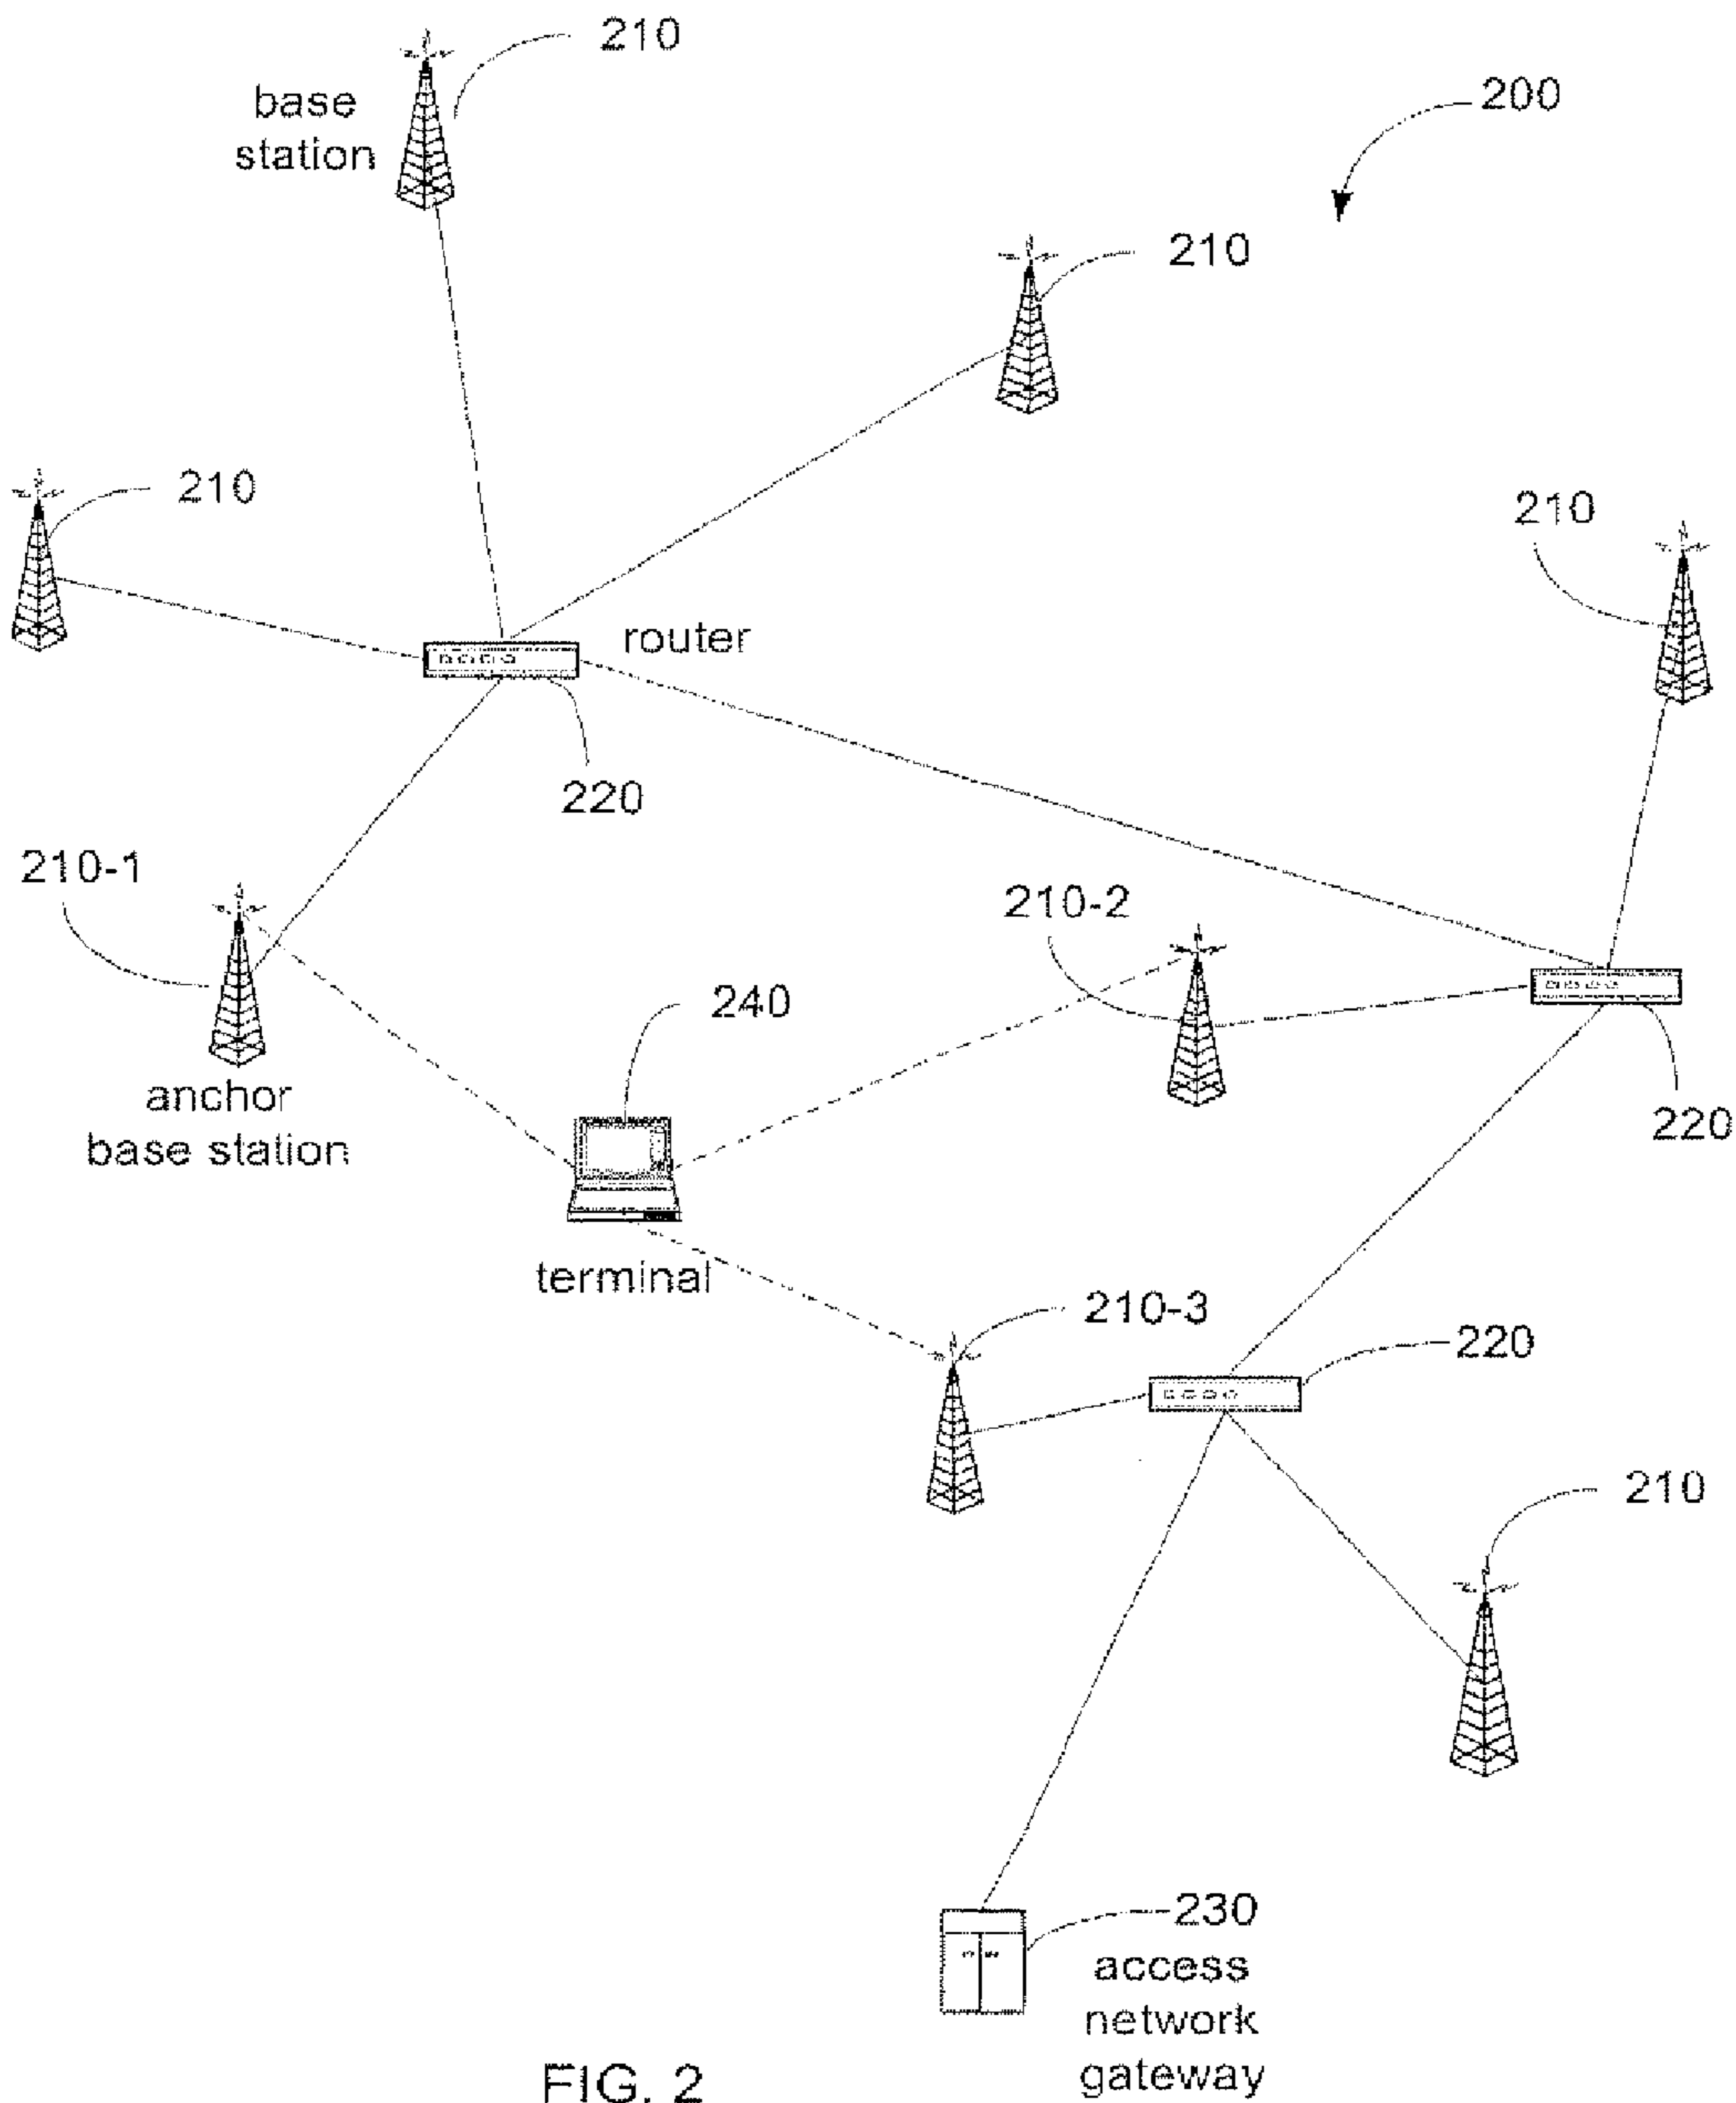 210
base
station
200
210
210
210
router
220
210-1
210-2
240
anchor
base station
220
terminal
210-3
220
210
230
access
network
gateway
FIG. 2